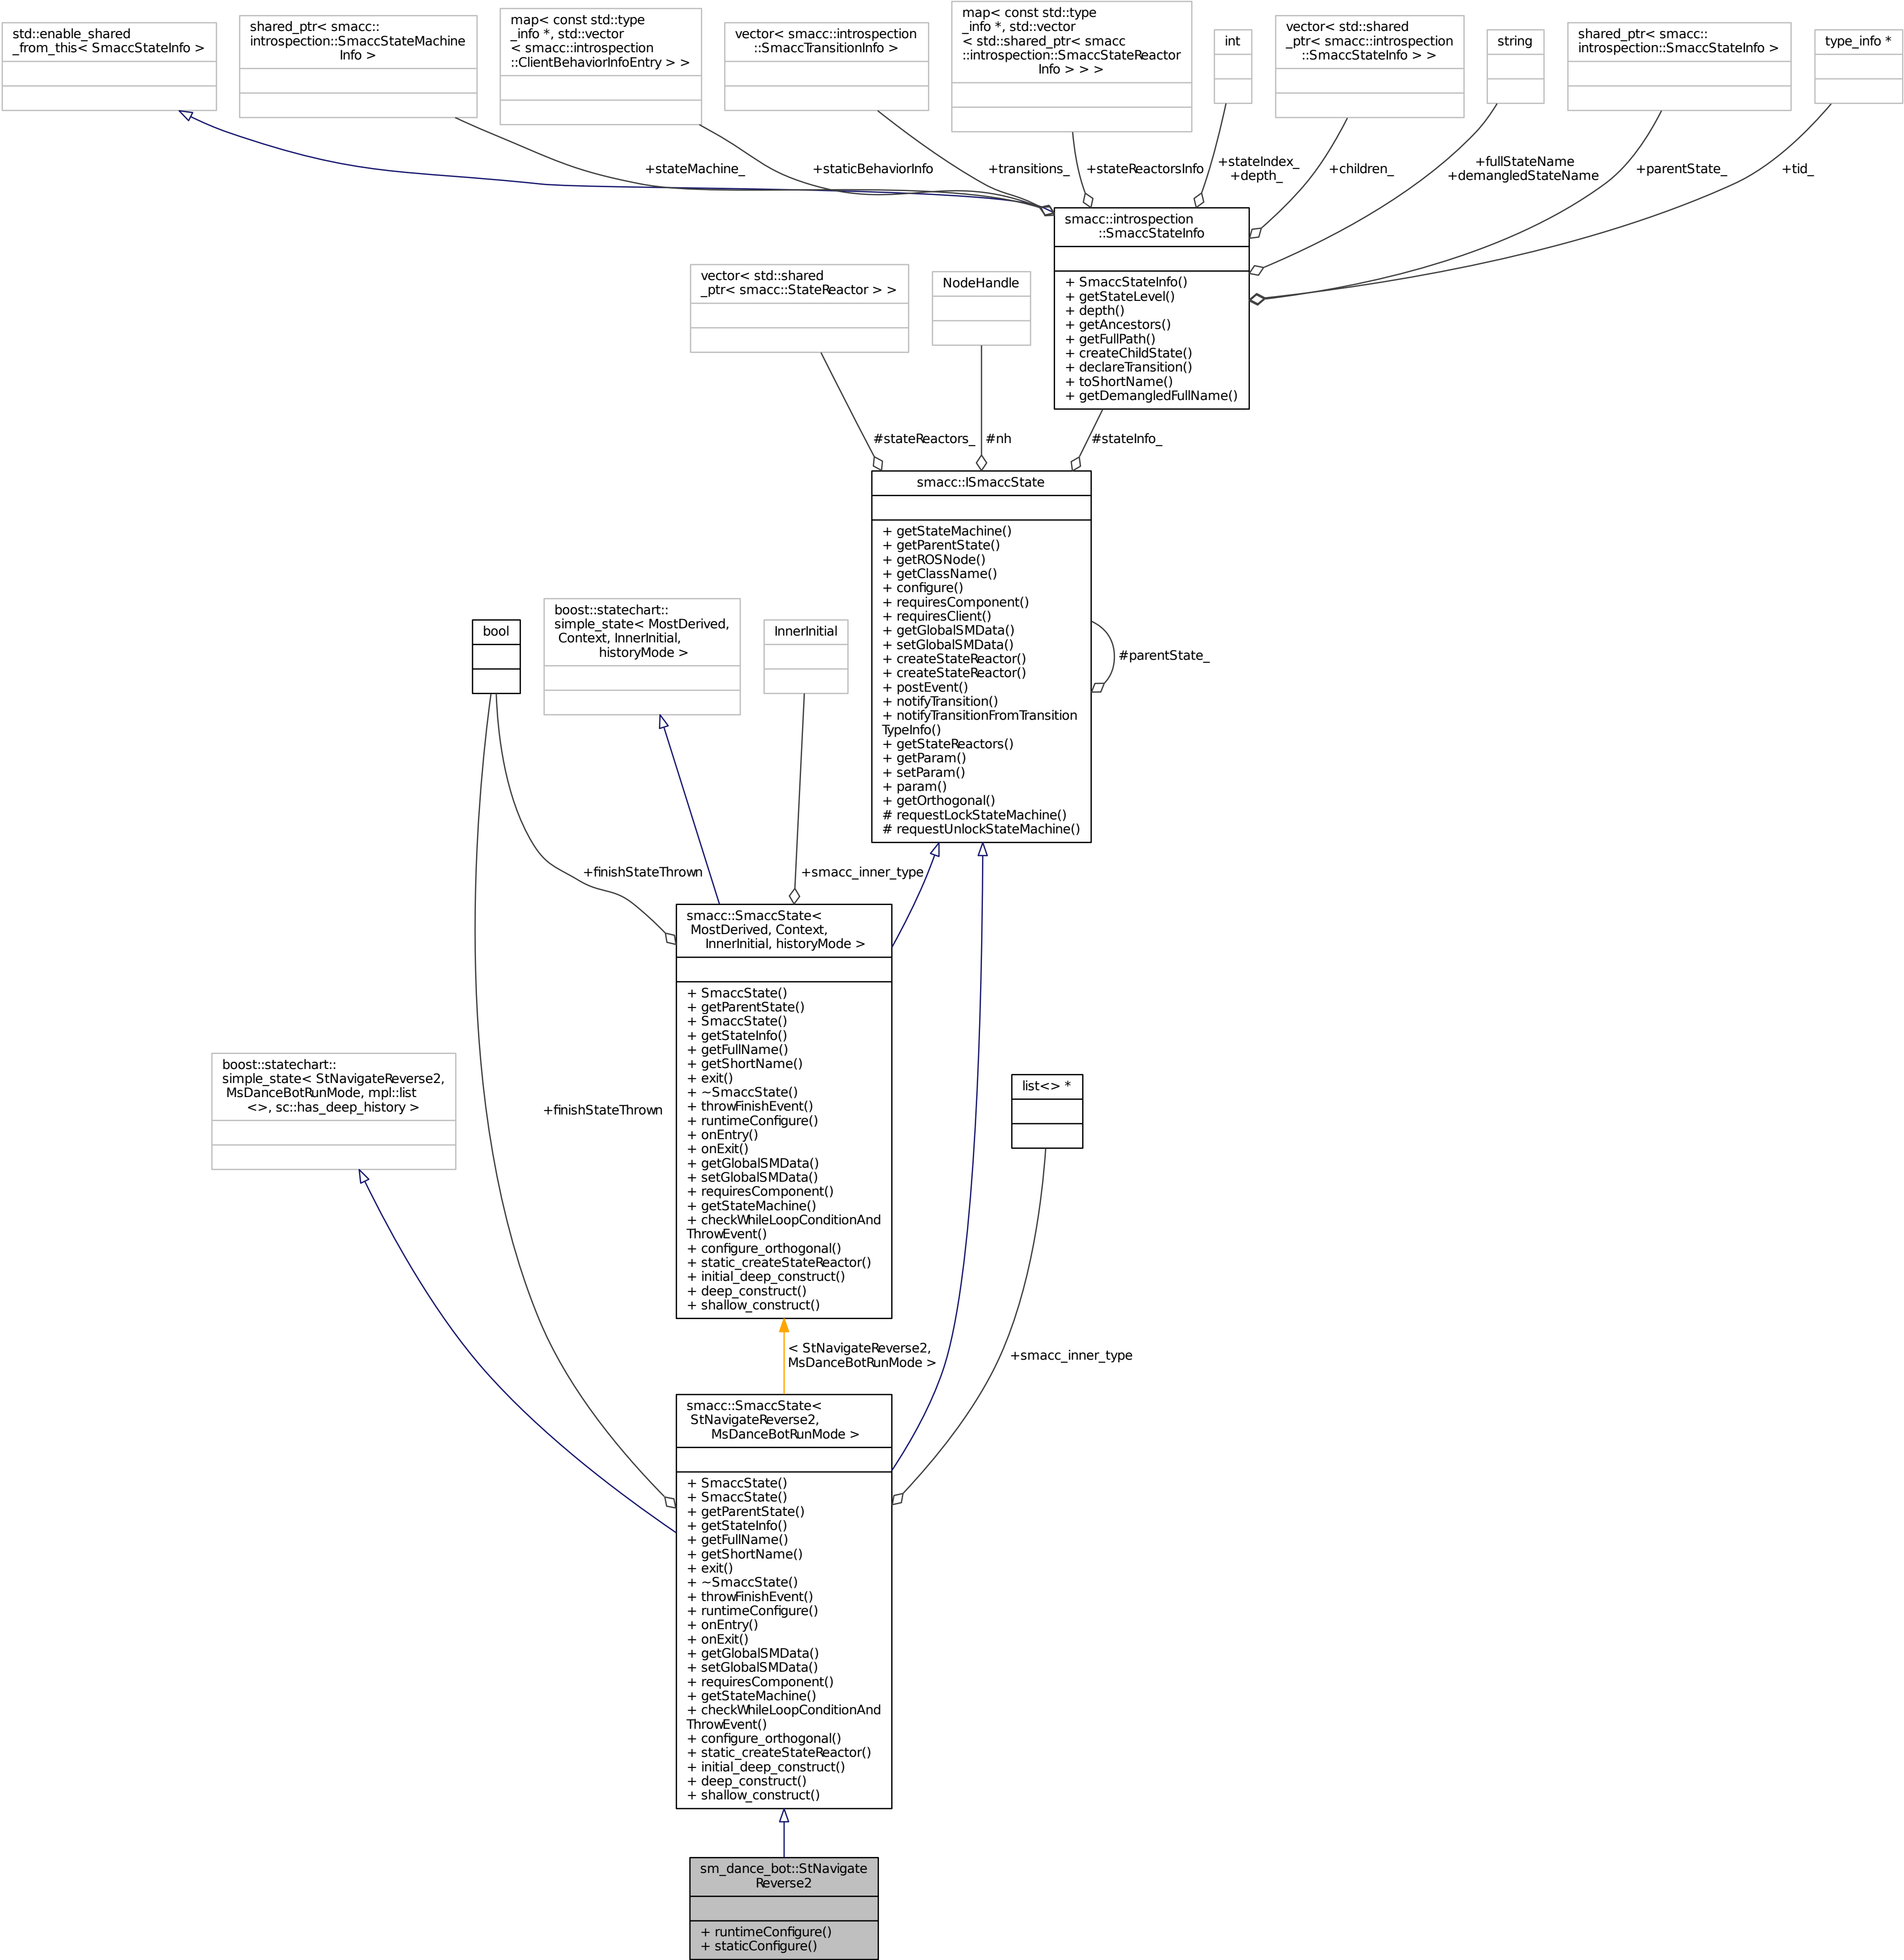 std::enable_shared
_from_this< SmaccStateInfo >
shared_ptr< smacc::
introspection::SmaccStateMachine
Info >
map< const std::type
_info *, std::vector
< smacc::introspection
::ClientBehaviorInfoEntry > >
vector< smacc::introspection
::SmaccTransitionInfo >
map< const std::type
_info *, std::vector
< std::shared_ptr< smacc
::introspection::SmaccStateReactor
Info > > >
int
vector< std::shared
_ptr< smacc::introspection
::SmaccStateInfo > >
string
shared_ptr< smacc::
introspection::SmaccStateInfo >
type_info *
+stateMachine_
+staticBehaviorInfo
+transitions_
+stateReactorsInfo
+stateIndex_
+depth_
+children_
+fullStateName
+demangledStateName
+parentState_
+tid_
smacc::introspection
::SmaccStateInfo
+ SmaccStateInfo()
+ getStateLevel()
+ depth()
+ getAncestors()
+ getFullPath()
+ createChildState()
+ declareTransition()
+ toShortName()
+ getDemangledFullName()
vector< std::shared
_ptr< smacc::StateReactor > >
NodeHandle
#stateReactors_
#nh
#stateInfo_
smacc::ISmaccState
+ getStateMachine()
+ getParentState()
+ getROSNode()
+ getClassName()
+ configure()
+ requiresComponent()
+ requiresClient()
+ getGlobalSMData()
+ setGlobalSMData()
+ createStateReactor()
+ createStateReactor()
+ postEvent()
+ notifyTransition()
+ notifyTransitionFromTransition
TypeInfo()
+ getStateReactors()
+ getParam()
+ setParam()
+ param()
+ getOrthogonal()
# requestLockStateMachine()
# requestUnlockStateMachine()
#parentState_
bool
boost::statechart::
simple_state< MostDerived,
Context, InnerInitial,
historyMode >
InnerInitial
+finishStateThrown
+smacc_inner_type
smacc::SmaccState<
MostDerived, Context,
InnerInitial, historyMode >
+ SmaccState()
+ getParentState()
+ SmaccState()
+ getStateInfo()
+ getFullName()
+ getShortName()
+ exit()
+ ~SmaccState()
+ throwFinishEvent()
+ runtimeConfigure()
+ onEntry()
+ onExit()
+ getGlobalSMData()
+ setGlobalSMData()
+ requiresComponent()
+ getStateMachine()
+ checkWhileLoopConditionAnd
ThrowEvent()
+ configure_orthogonal()
+ static_createStateReactor()
+ initial_deep_construct()
+ deep_construct()
+ shallow_construct()
boost::statechart::
simple_state< StNavigateReverse2,
MsDanceBotRunMode, mpl::list
<>, sc::has_deep_history >
+finishStateThrown
list<> *
< StNavigateReverse2,
MsDanceBotRunMode >
+smacc_inner_type
smacc::SmaccState<
StNavigateReverse2,
MsDanceBotRunMode >
+ SmaccState()
+ SmaccState()
+ getParentState()
+ getStateInfo()
+ getFullName()
+ getShortName()
+ exit()
+ ~SmaccState()
+ throwFinishEvent()
+ runtimeConfigure()
+ onEntry()
+ onExit()
+ getGlobalSMData()
+ setGlobalSMData()
+ requiresComponent()
+ getStateMachine()
+ checkWhileLoopConditionAnd
ThrowEvent()
+ configure_orthogonal()
+ static_createStateReactor()
+ initial_deep_construct()
+ deep_construct()
+ shallow_construct()
sm_dance_bot::StNavigate
Reverse2
+ runtimeConfigure()
+ staticConfigure()